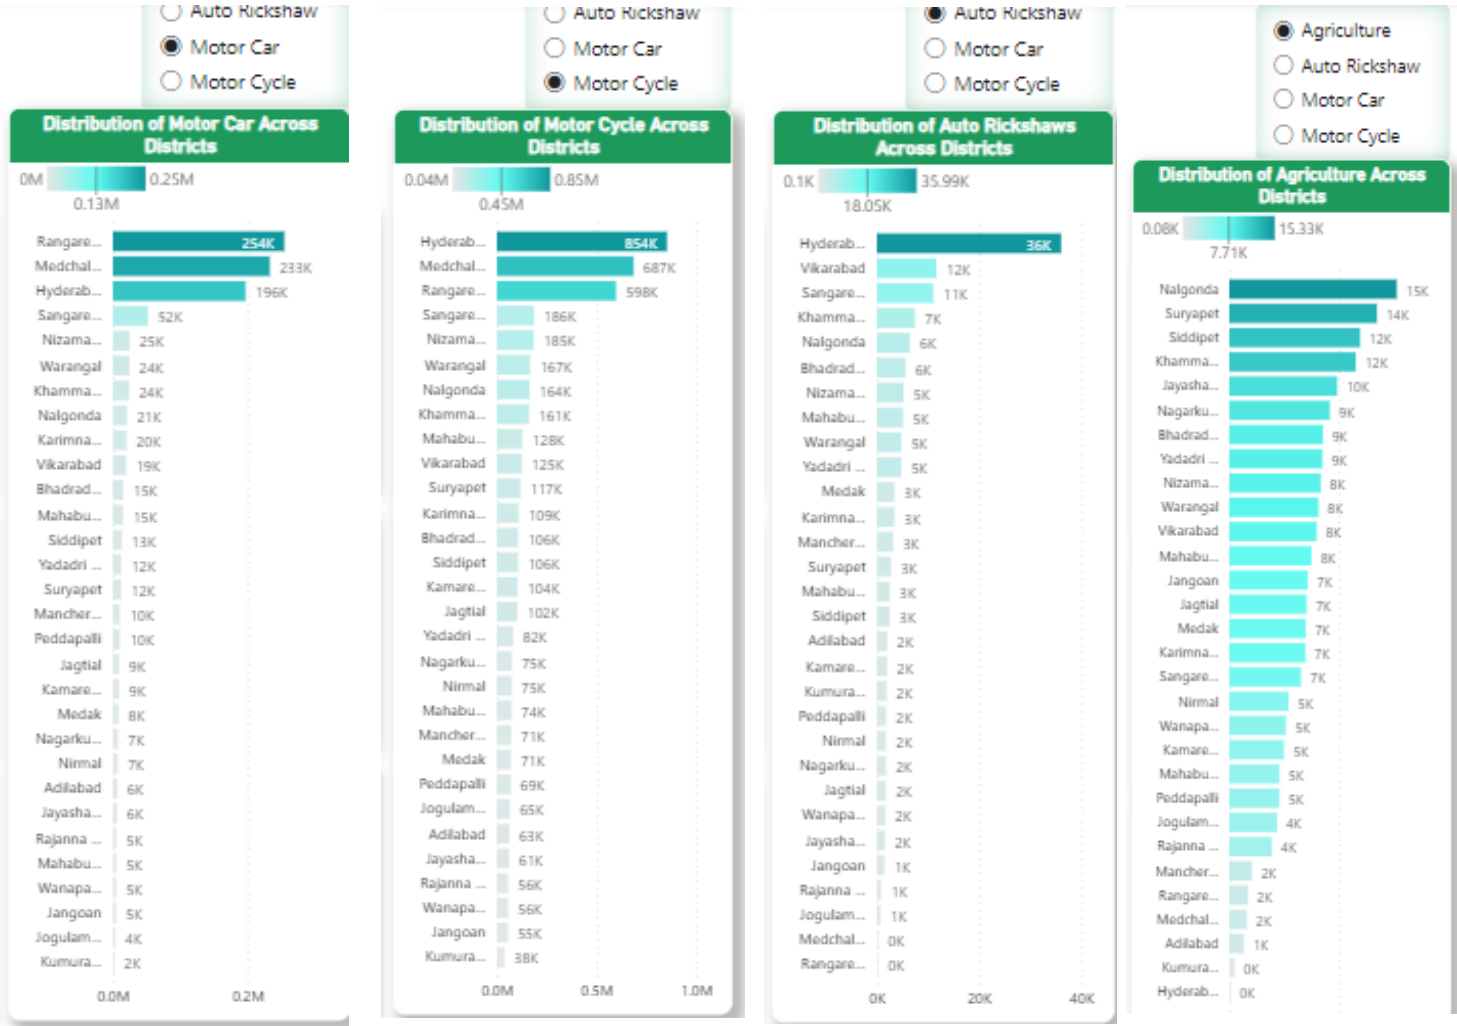 Auto Rickshaw
Motor Car
Motor Cycle
Distribution of Motor Car Across
Districts
0M 0.25M
0.13M
Rangare... 254K
Medchal... 233K
Hyderab... 196K
Sangare... 52K
Nizama... 25K
Warangal 24K
Khamma... 24K
Nalgonda 21K
Karimna... 20K
Vikarabad 19K
Bhadrad... 15K
Mahabu... 15K
Siddipet 13K
Yadadri ... 12K
Suryapet 12K
Mancher... 10K
Peddapalli 10K
Jagtial 9K
Kamare... 9K
Medak 8K
Nagarku... 7K
Nirmal 7K
Adilabad 6K
Jayasha... 6K
Rajanna ... 5K
Mahabu... 5K
Wanapa... 5K
Jangoan 5K
Jogulam... 4K
Kumura... 2K
0.0M 0.2M
Auto Rickshaw
Motor Car
Motor Cycle
Distribution of Motor Cycle Across
Districts
0.04M 0.85M
0.45M
Hyderab... 854K
Medchal... 687K
Rangare... 598K
Sangare... 186K
Nizama... 185K
Warangal 167K
Nalgonda 164K
Khamma... 161K
Mahabu... 128K
Vikarabad 125K
Suryapet 117K
Karimna... 109K
Bhadrad... 106K
Siddipet 106K
Kamare... 104K
Jagtial 102K
Yadadri ... 82K
Nagarku... 75K
Nirmal 75K
Mahabu... 74K
Mancher... 71K
Medak 71K
Peddapalli 69K
Jogulam... 65K
Adilabad 63K
Jayasha... 61K
Rajanna ... 56K
Wanapa... 56K
Jangoan 55K
Kumura... 38K
0.0M 0.5M 1.0M
Auto Rickshaw
Motor Car
Motor Cycle
Distribution of Auto Rickshaws
Across Districts
0.1K 35.99K
18.05K
Hyderab... 36K
Vikarabad 12K
Sangare... 11K
Khamma... 7K
Nalgonda 6K
Bhadrad... 6K
Nizama... 5K
Mahabu... 5K
Warangal 5K
Yadadri ... 5K
Medak 3K
Karimna... 3K
Mancher... 3K
Suryapet 3K
Mahabu... 3K
Siddipet 3K
Adilabad 2K
Kamare... 2K
Kumura... 2K
Peddapalli 2K
Nirmal 2K
Nagarku... 2K
Jagtial 2K
Wanapa... 2K
Jayasha... 2K
Jangoan 1K
Rajanna ... 1K
Jogulam... 1K
Medchal... 0K
Rangare... 0K
0K 20K 40K
Agriculture
Auto Rickshaw
Motor Car
Motor Cycle
Distribution of Agriculture Across
Districts
0.08K 15.33K
7.71K
Nalgonda 15K
Suryapet 14K
Siddipet 12K
Khamma... 12K
Jayasha... 10K
Nagarku... 9K
Bhadrad... 9K
Yadadri ... 9K
Nizama... 8K
Warangal 8K
Vikarabad 8K
Mahabu... 8K
Jangoan 7K
Jagtial 7K
Medak 7K
Karimna... 7K
Sangare... 7K
Nirmal 5K
Wanapa... 5K
Kamare... 5K
Mahabu... 5K
Peddapalli 5K
Jogulam... 4K
Rajanna ... 4K
Mancher... 2K
Rangare... 2K
Medchal... 2K
Adilabad 1K
Kumura... 0K
Hyderab... 0K